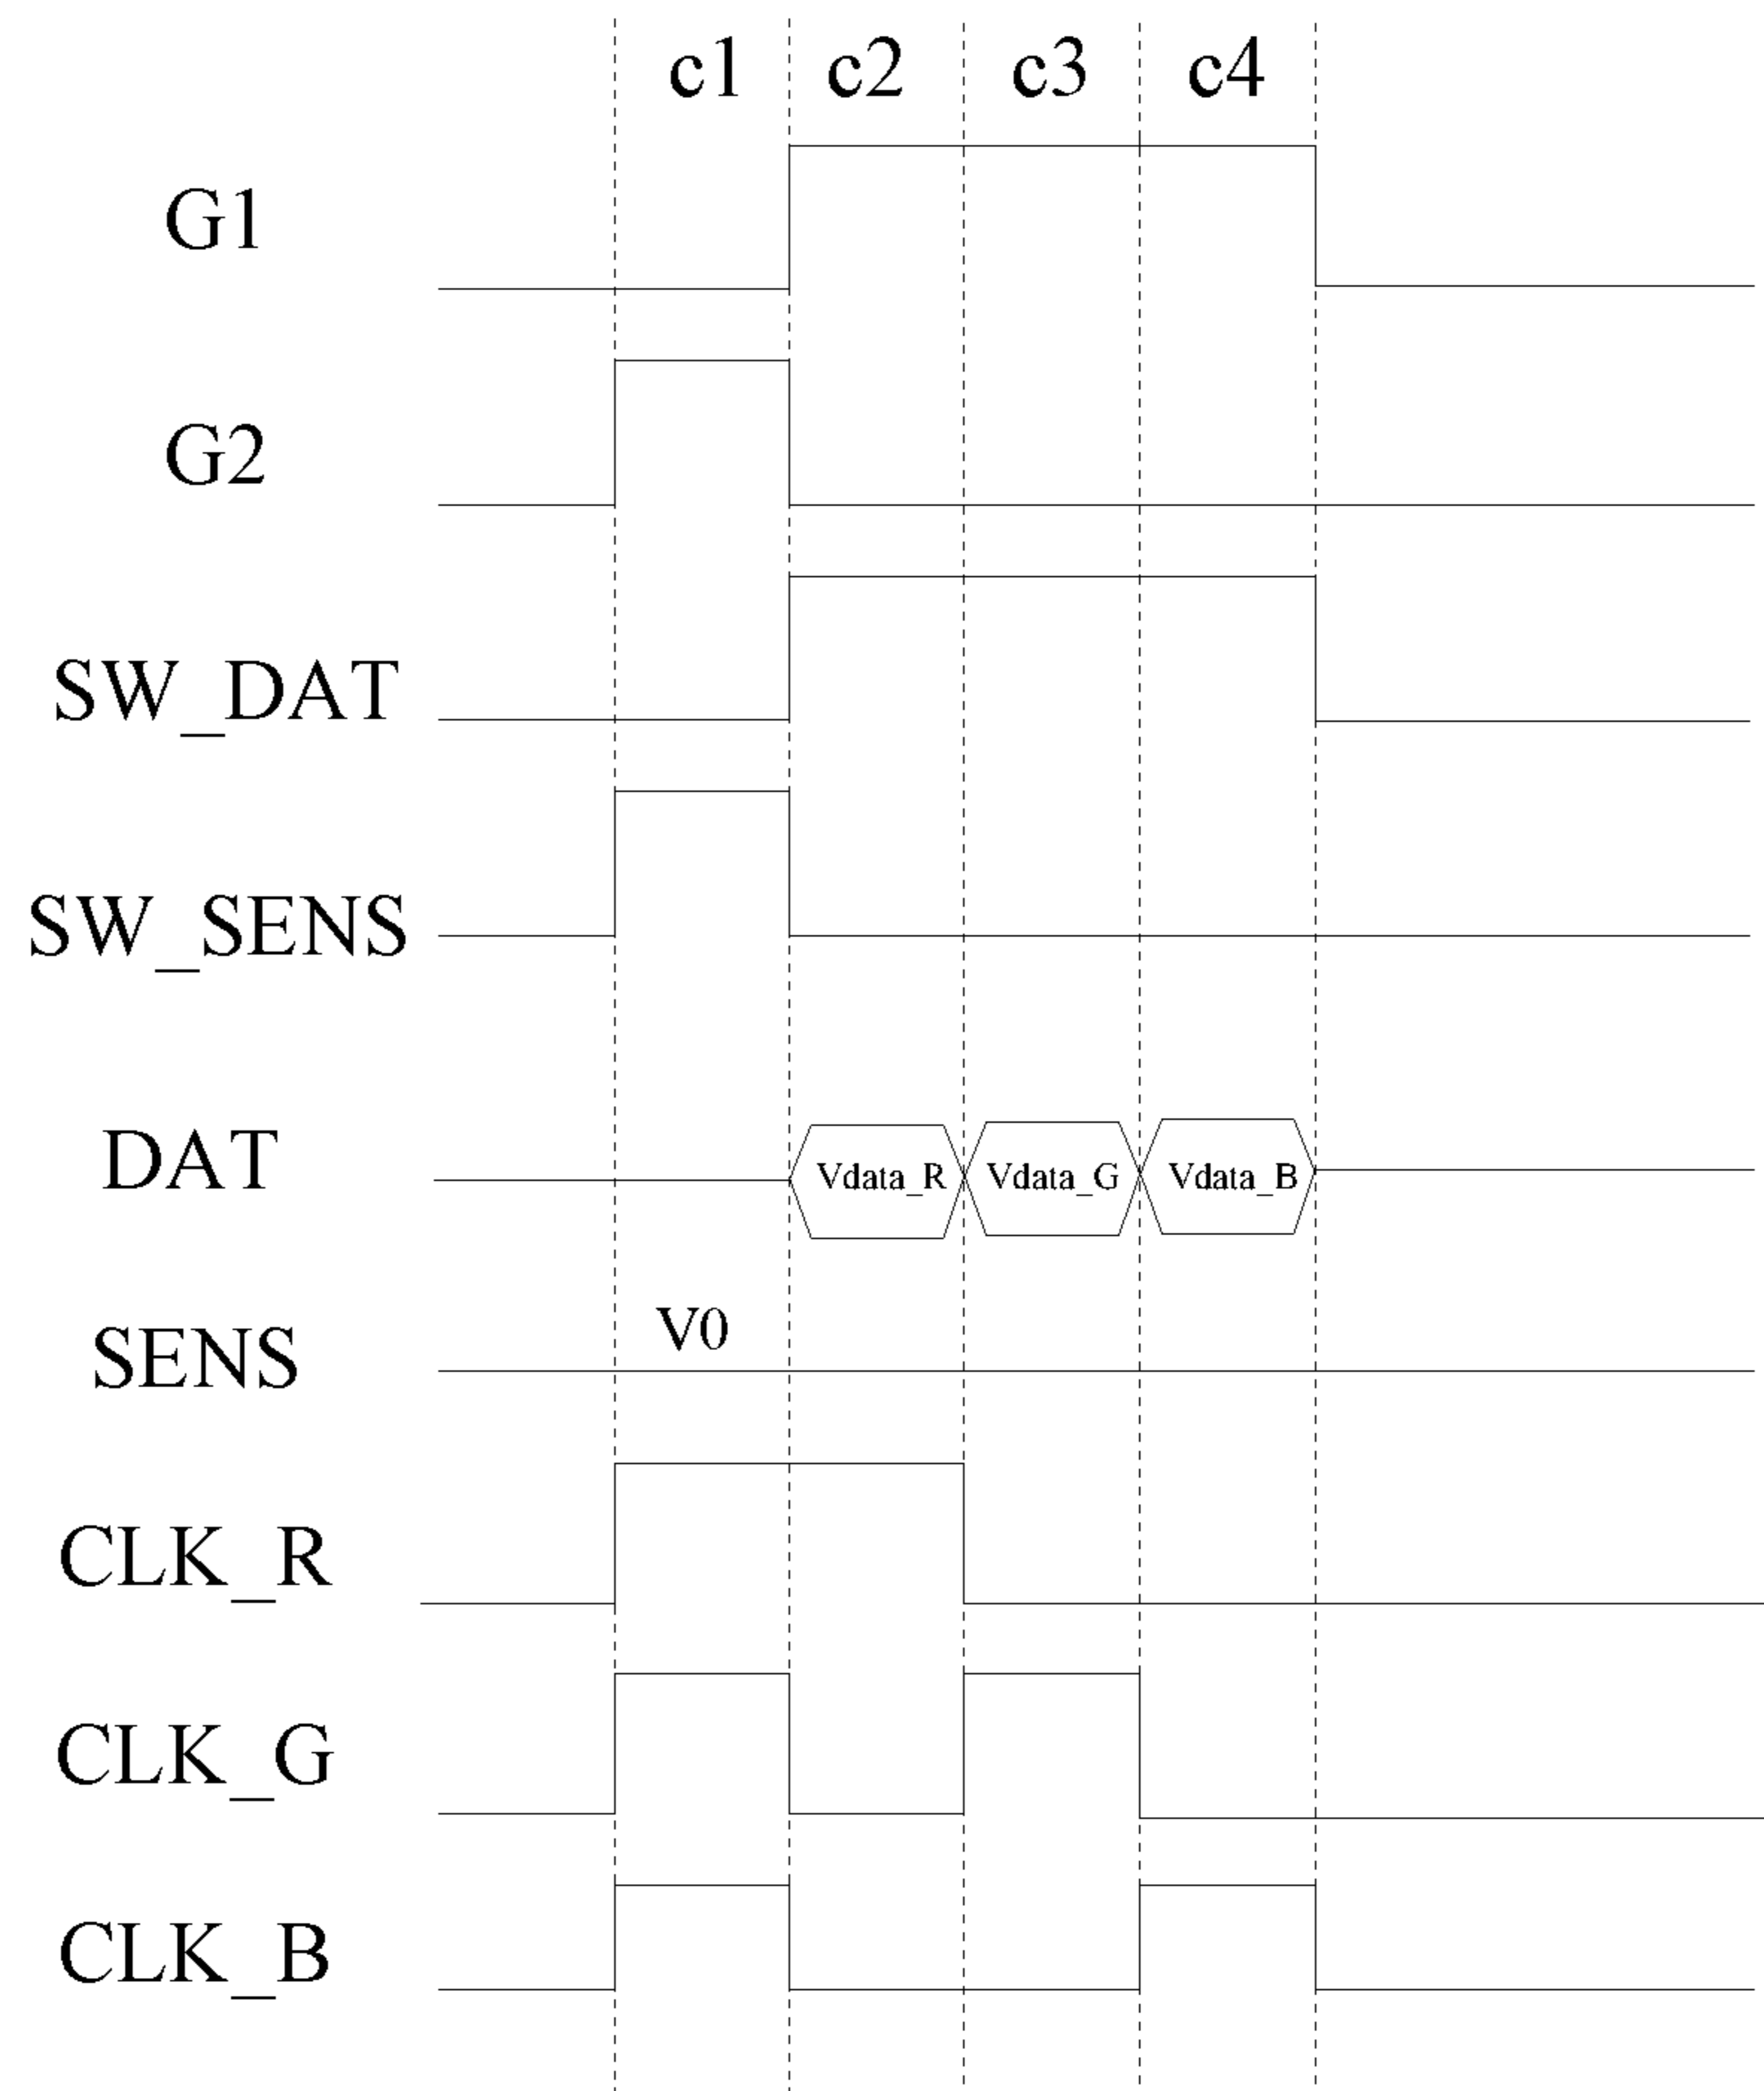 c1 c2 c3 c4
G1
G2
SW_DAT
SW_SENS
DAT Vdata_R Vdata_G Vdata_B
V0
SENS
CLK_R
CLK_G
CLK_B